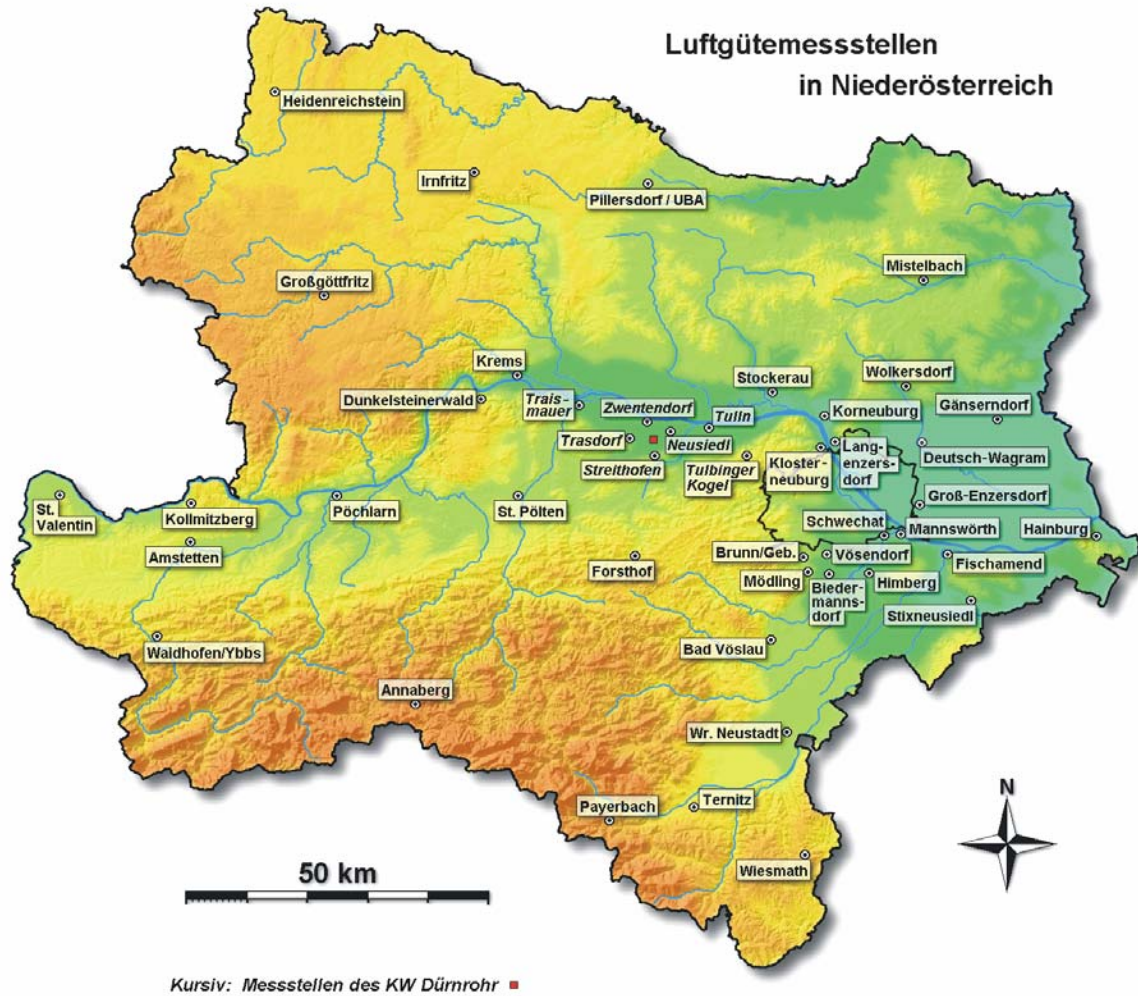 Luftgütemessstellen
in Niederösterreich
Heidenreichstein
Irnfritz
Pillersdorf / UBA
Großgöttfritz
Mistelbach
Krems
Stockerau
Wolkersdorf
Dunkelsteinerwald
Trais-
mauer
Zwentendorf
Tulln
Korneuburg
Gänserndorf
Trasdorf
Neusiedl
Streithofen
Tulbinger
Kogel
Kloster-
neuburg
Lang-
enzers-
dorf
Deutsch-Wagram
St.
Valentin
Kollmitzberg
Pöchlarn
St. Pölten
Groß-Enzersdorf
Schwechat
Mannswörth
Hainburg
Amstetten
Forsthof
Brunn/Geb.
Vösendorf
Fischamend
Mödling
Bieder-
manns-
dorf
Himberg
Stixneusiedl
Waidhofen/Ybbs
Bad Vöslau
Annaberg
Wr. Neustadt
Payerbach
Ternitz
Wiesmath
N
50 km
Kursiv: Messstellen des KW Dürnrohr